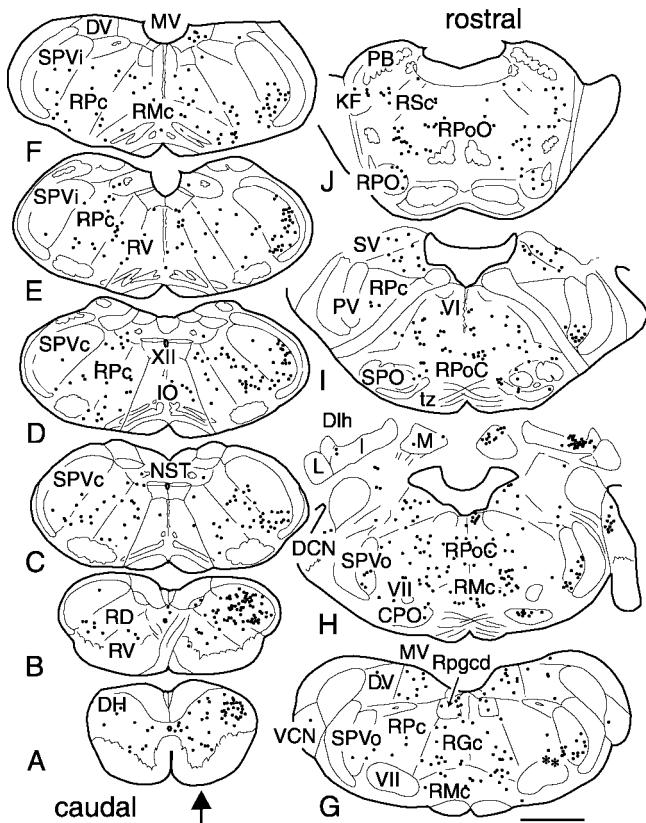 MV
DV
SPVi
RPc
RMc
F
SPVi
RPc
RV
E
SPVc
RPc
XII
IO
D
NST
SPVc
C
RD
RV
B
DH
A
caudal
rostral
PB
KF
RSc
RPoO
RPO
J
SV
RPc
PV
VI
RPoC
SPO
tz
I
DIh
L
I
M
DCN
SPVo
RPoC
RMc
VII
CPO
H
MV
Rpgcd
DV
VCN
RPc
SPVo
RGc
**
VII
RMc
G